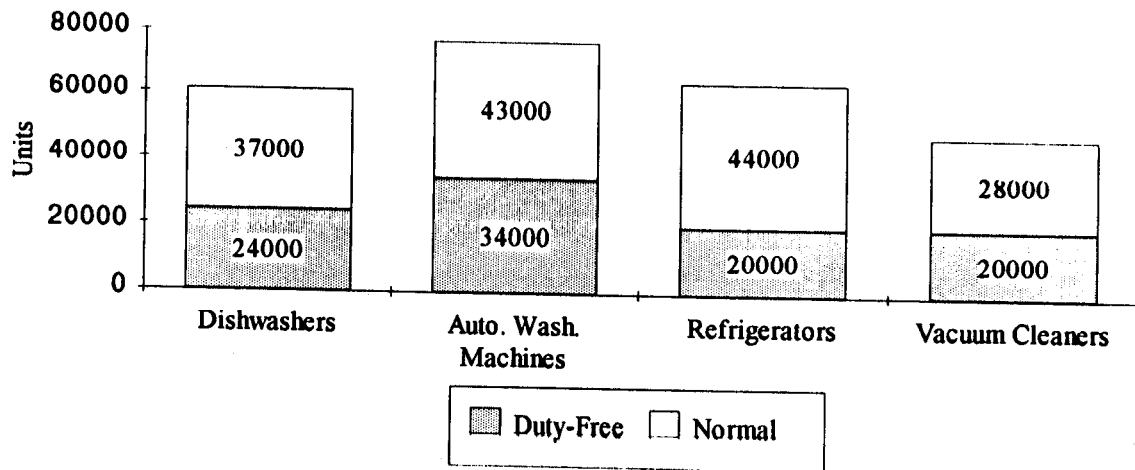 80000
60000
40000
20000
0
Units
37000
24000
43000
34000
44000
20000
28000
20000
Dishwashers
Auto. Wash.
Machines
Refrigerators
Vacuum Cleaners
Duty-Free
Normal